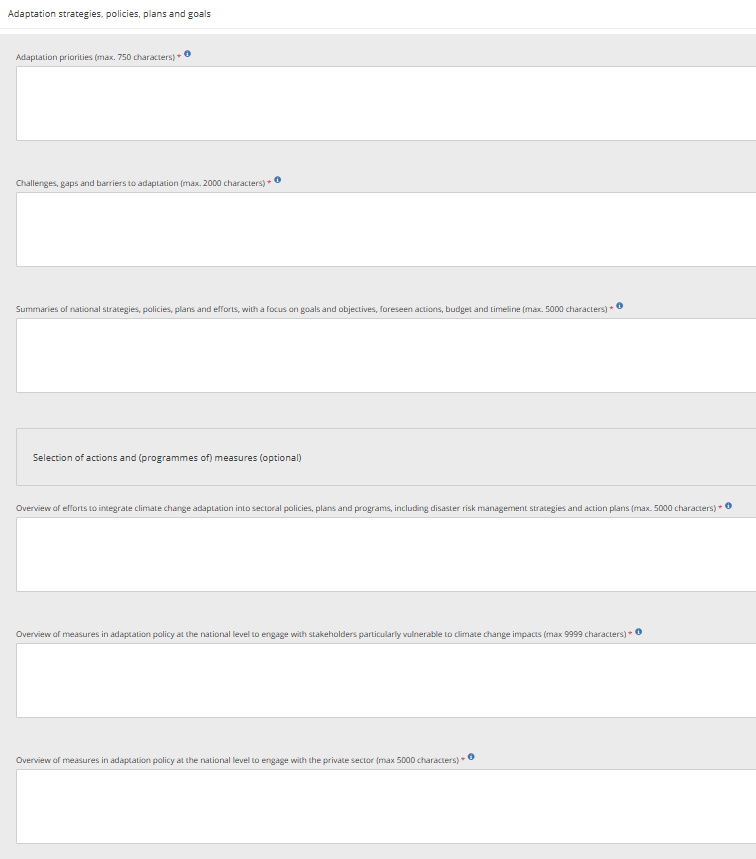 Adaptation strategies, policies, plans and goals
Adaptation priorities (max. 750 characters) *
Challenges, gaps and barriers to adaptation (max. 2000 characters) *
Summaries of national strategies, policies, plans and efforts, with a focus on goals and objectives, foreseen actions, budget and timeline (max. 5000 characters) *
Selection of actions and (programmes of) measures (optional)
Overview of efforts to integrate climate change adaptation into sectoral policies, plans and programs, including disaster risk management strategies and action plans (max. 5000 characters) *
Overview of measures in adaptation policy at the national level to engage with stakeholders particularly vulnerable to climate change impacts (max 9999 characters) *
Overview of measures in adaptation policy at the national level to engage with the private sector (max 5000 characters) *